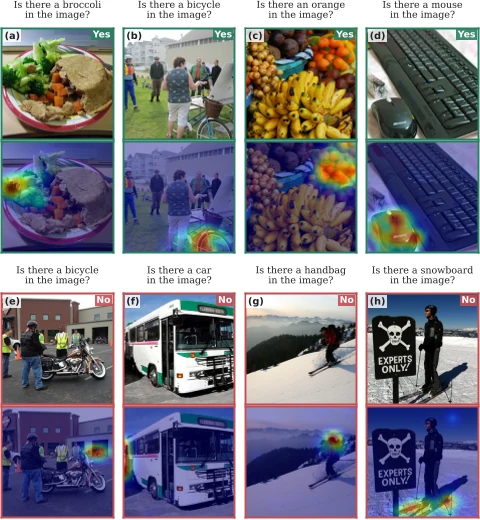 Is there a broccoli
in the image?
Is there a bicycle
in the image?
Is there an orange
in the image?
Is there a mouse
in the image?
(a)
Yes
(b)
Yes
(c)
Yes
(d)
Yes
Is there a bicycle
in the image?
Is there a car
in the image?
Is there a handbag
in the image?
Is there a snowboard
in the image?
(e)
No
(f)
No
(g)
No
(h)
No
EXPERTS
ONLY!
EXPERTS
ONLY!